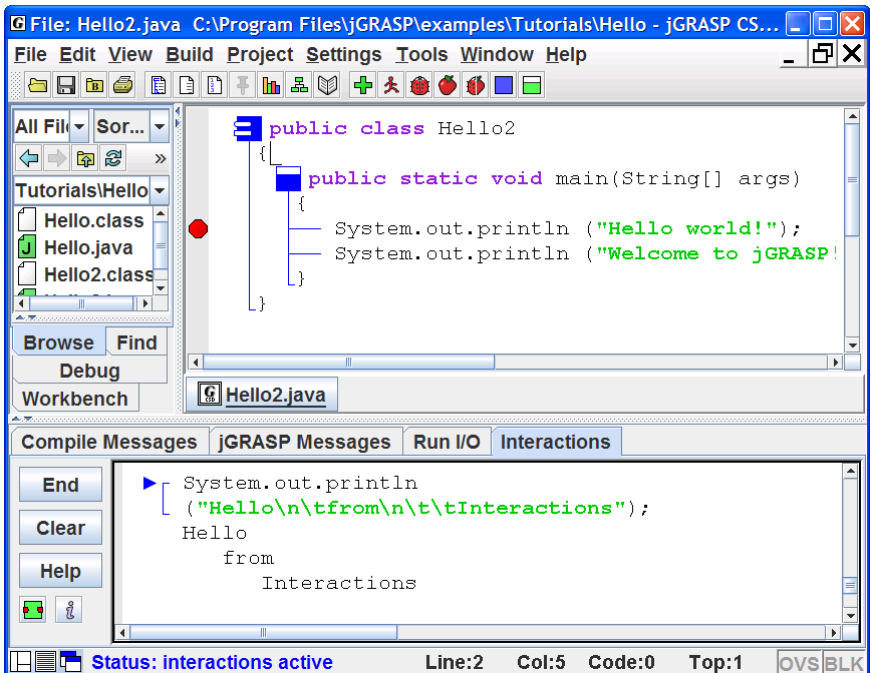 File: Hello2.java C:\Program Files\jGRASP\examples\Tutorials\Hello - jGRASP CS...
File Edit View Build Project Settings Tools Window Help
All Fil Sor...
»
Tutorials\Hello
Hello.class
Hello.java
Hello2.class
Browse Find
Debug
Workbench
public class Hello2
{
public static void main(String[] args)
{
System.out.println ("Hello world!");
System.out.println ("Welcome to jGRASP!
}
}
Hello2.java
Compile Messages jGRASP Messages Run I/O Interactions
End
Clear
Help
System.out.println
("Hello\n\tfrom\n\t\tInteractions");
Hello
from
Interactions
Status: interactions active Line:2 Col:5 Code:0 Top:1 OVS BLK